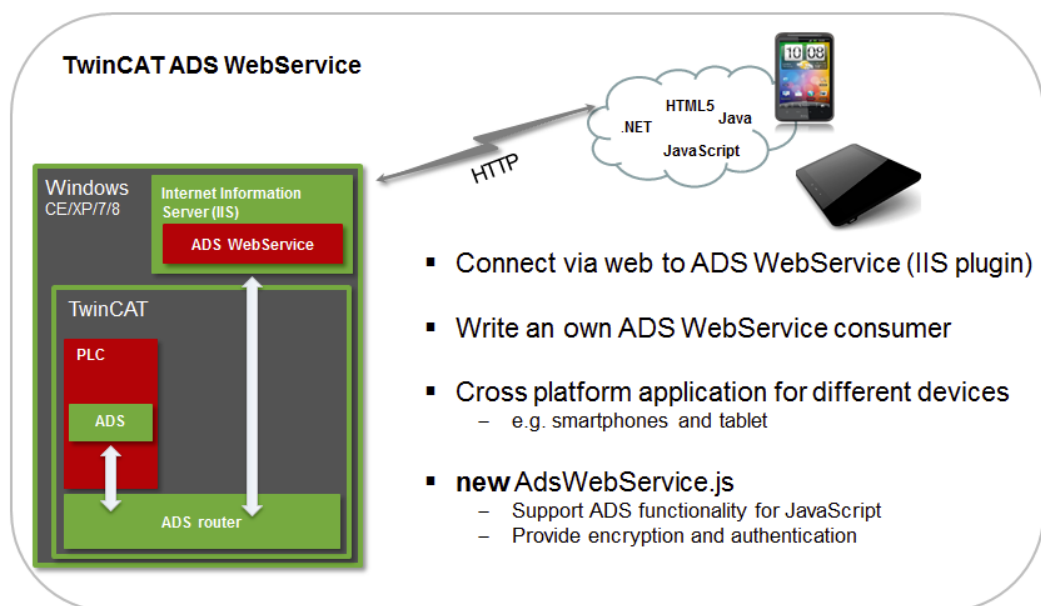 TwinCAT ADS WebService
10 08
HTML5
.NET
Java
JavaScript
HTTP
Windows
CE/XP/7/8
Internet Information
Server (IIS)
ADS WebService
TwinCAT
PLC
ADS
ADS router
▪ Connect via web to ADS WebService (IIS plugin)
▪ Write an own ADS WebService consumer
▪ Cross platform application for different devices
– e.g. smartphones and tablet
▪ new AdsWebService.js
– Support ADS functionality for JavaScript
– Provide encryption and authentication